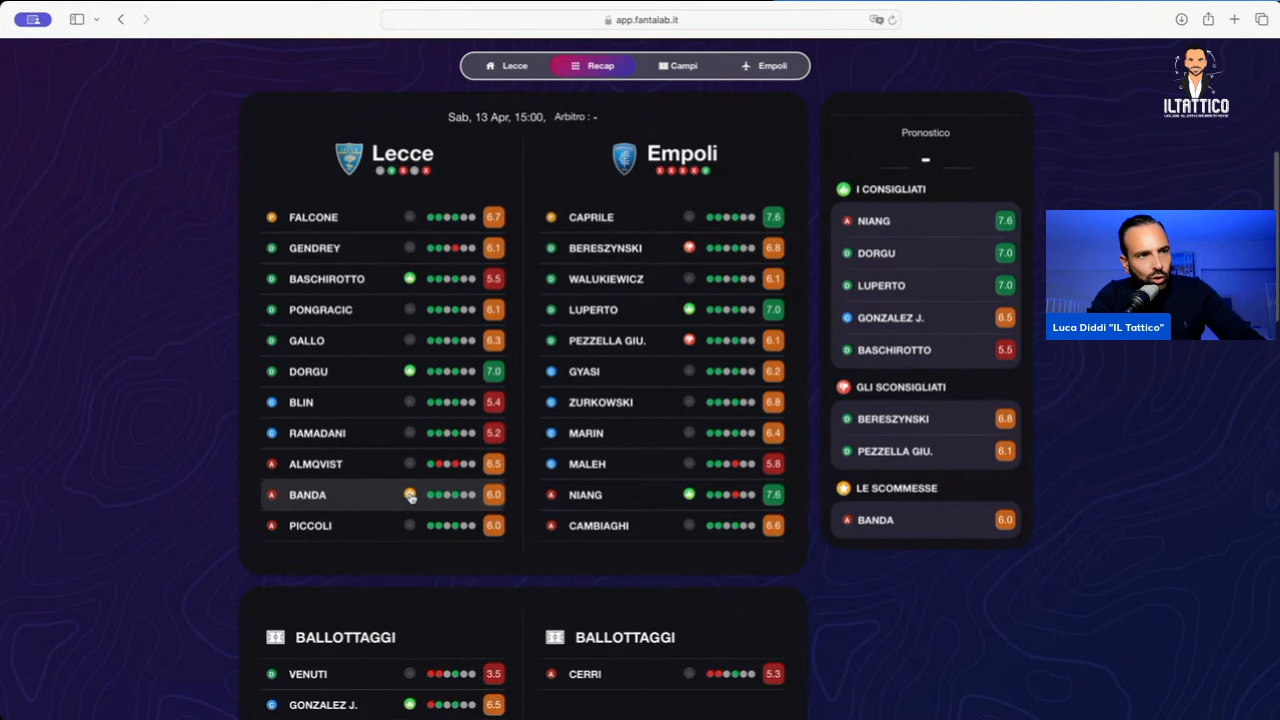 app.fantalab.it
Lecce
Recap
Campi
Empoli
ILTATTICO
Sab, 13 Apr, 15:00, Arbitro : -
Lecce
Empoli
P FALCONE 6.7
D GENDREY 6.1
D BASCHIROTTO 5.5
D PONGRACIC 6.1
D GALLO 6.3
D DORGU 7.0
C BLIN 5.4
C RAMADANI 5.2
A ALMQVIST 6.5
A BANDA 6.0
A PICCOLI 6.0
P CAPRILE 7.6
D BERESZYNSKI 6.8
D WALUKIEWICZ 6.1
D LUPERTO 7.0
D PEZZELLA GIU. 6.1
C GYASI 6.2
C ZURKOWSKI 6.8
C MARIN 6.4
C MALEH 5.8
A NIANG 7.6
A CAMBIAGHI 6.6
BALLOTTAGGI
D VENUTI 3.5
C GONZALEZ J. 6.5
BALLOTTAGGI
A CERRI 5.3
Pronostico
-
I CONSIGLIATI
A NIANG 7.6
D DORGU 7.0
D LUPERTO 7.0
C GONZALEZ J. 6.5
D BASCHIROTTO 5.5
GLI SCONSIGLIATI
D BERESZYNSKI 6.8
D PEZZELLA GIU. 6.1
LE SCOMMESSE
A BANDA 6.0
Luca Diddi "IL Tattico"